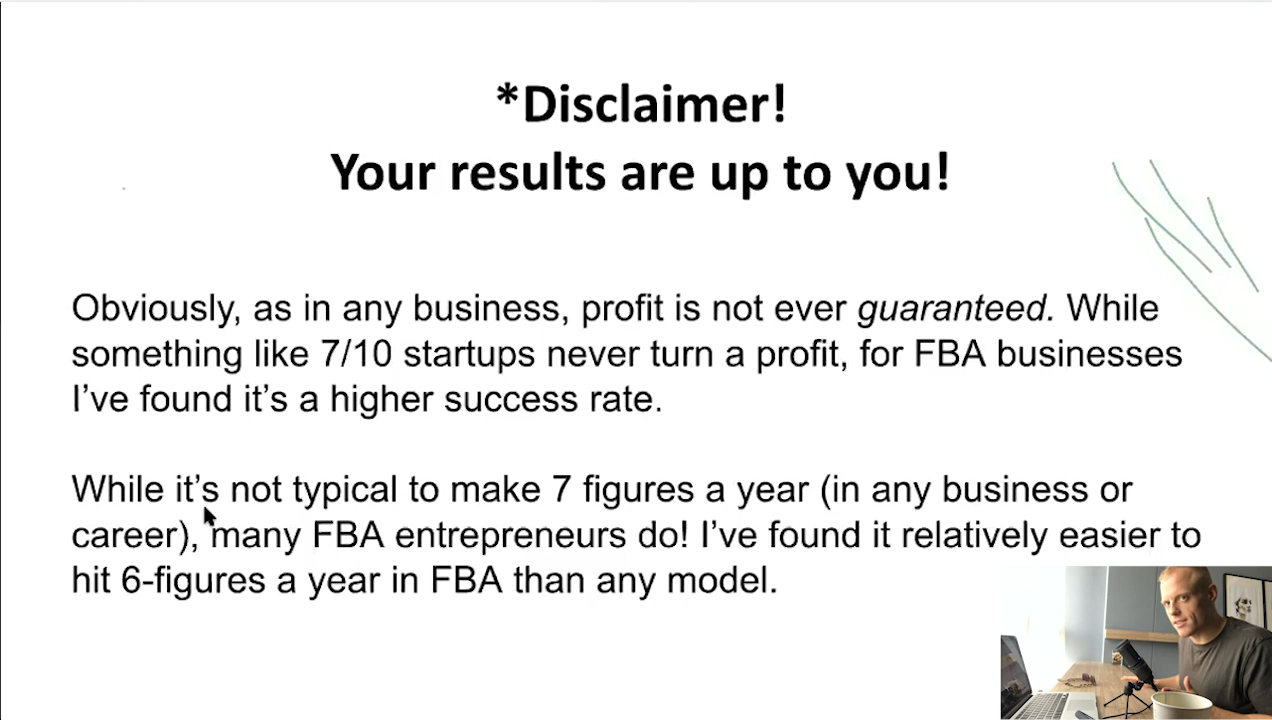 *Disclaimer!
Your results are up to you!
Obviously, as in any business, profit is not ever guaranteed. While
something like 7/10 startups never turn a profit, for FBA businesses
I’ve found it’s a higher success rate.
While it’s not typical to make 7 figures a year (in any business or
career), many FBA entrepreneurs do! I’ve found it relatively easier to
hit 6-figures a year in FBA than any model.